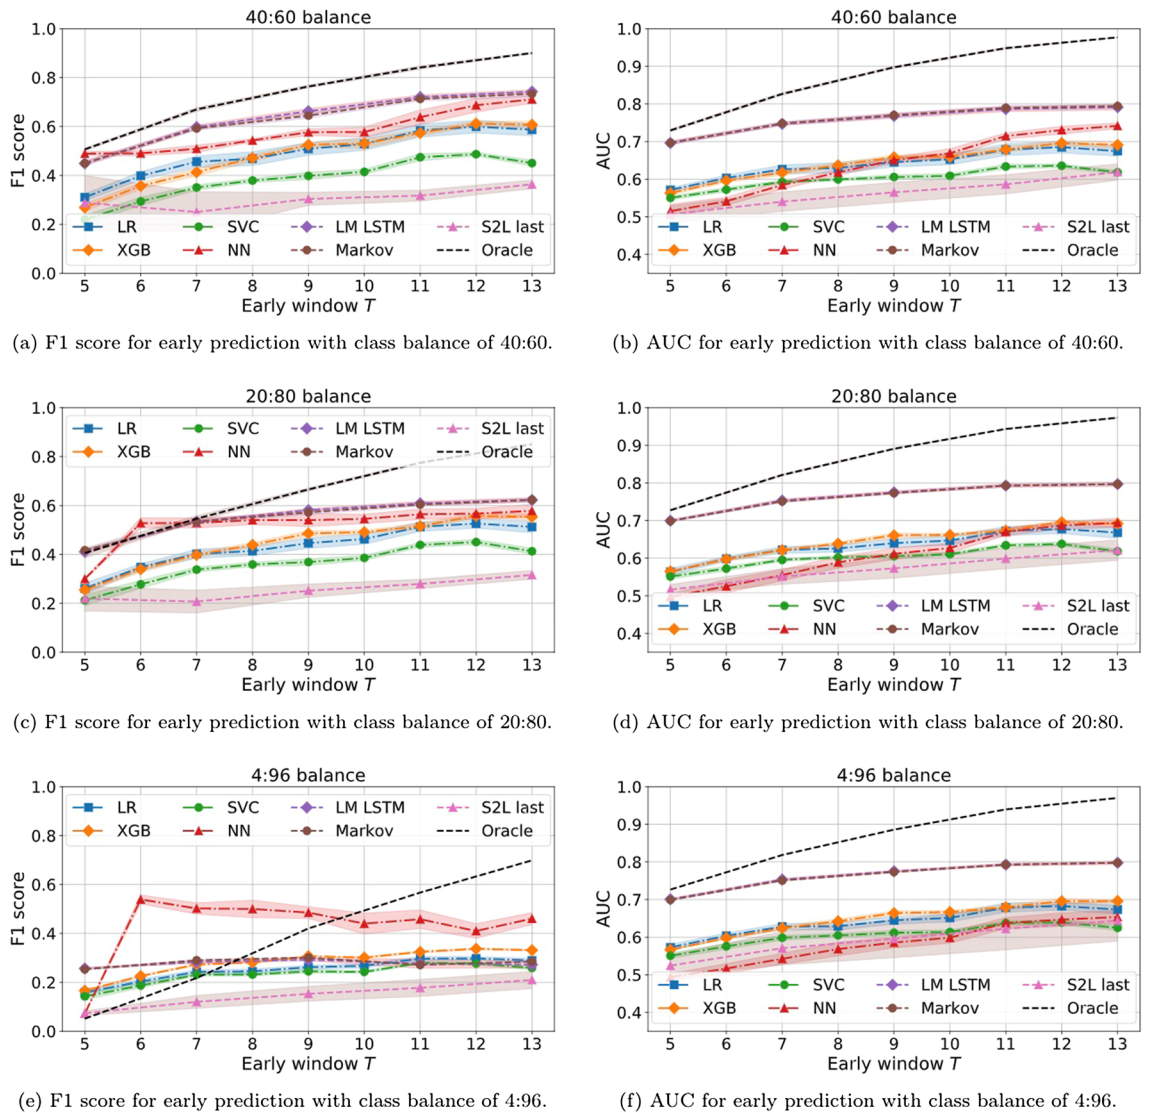 40:60 balance
F1 score
1.0
0.8
0.6
0.4
0.2
0.0
LR SVC LM LSTM S2L last
XGB NN Markov Oracle
5 6 7 8 9 10 11 12 13
Early window T
(a) F1 score for early prediction with class balance of 40:60.
40:60 balance
AUC
1.0
0.9
0.8
0.7
0.6
0.5
0.4
LR SVC LM LSTM S2L last
XGB NN Markov Oracle
5 6 7 8 9 10 11 12 13
Early window T
(b) AUC for early prediction with class balance of 40:60.
20:80 balance
F1 score
1.0
0.8
0.6
0.4
0.2
0.0
LR SVC LM LSTM S2L last
XGB NN Markov Oracle
5 6 7 8 9 10 11 12 13
Early window T
(c) F1 score for early prediction with class balance of 20:80.
20:80 balance
AUC
1.0
0.9
0.8
0.7
0.6
0.5
0.4
LR SVC LM LSTM S2L last
XGB NN Markov Oracle
5 6 7 8 9 10 11 12 13
Early window T
(d) AUC for early prediction with class balance of 20:80.
4:96 balance
F1 score
1.0
0.8
0.6
0.4
0.2
0.0
LR SVC LM LSTM S2L last
XGB NN Markov Oracle
5 6 7 8 9 10 11 12 13
Early window T
(e) F1 score for early prediction with class balance of 4:96.
4:96 balance
AUC
1.0
0.9
0.8
0.7
0.6
0.5
0.4
LR SVC LM LSTM S2L last
XGB NN Markov Oracle
5 6 7 8 9 10 11 12 13
Early window T
(f) AUC for early prediction with class balance of 4:96.